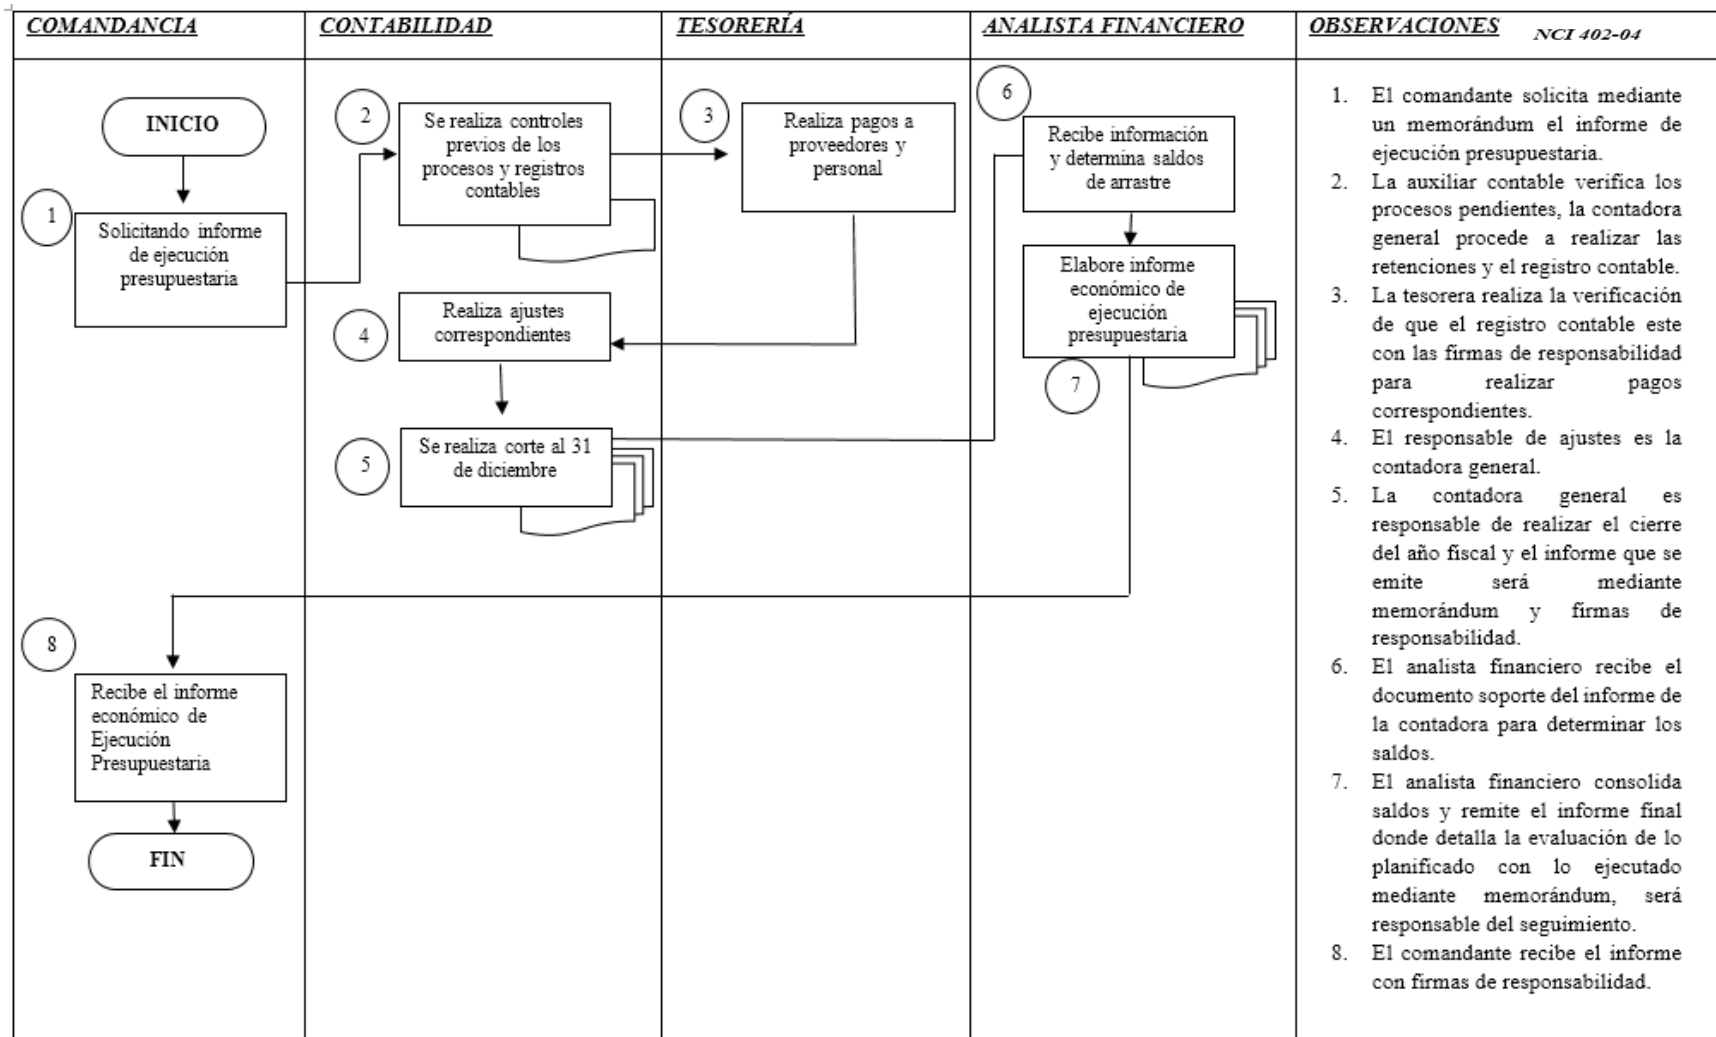 COMANDANCIA
CONTABILIDAD
TESORERÍA
ANALISTA FINANCIERO
OBSERVACIONES NCI 402-04
INICIO
1
Solicitando informe
de ejecución
presupuestaria
2
Se realiza controles
previos de los
procesos y registros
contables
3
Realiza pagos a
proveedores y
personal
4
Realiza ajustes
correspondientes
5
Se realiza corte al 31
de diciembre
6
Recibe información
y determina saldos
de arrastre
Elabore informe
económico de
ejecución
presupuestaria
7
8
Recibe el informe
económico de
Ejecución
Presupuestaria
FIN
1. El comandante solicita mediante
un memorándum el informe de
ejecución presupuestaria.
2. La auxiliar contable verifica los
procesos pendientes, la contadora
general procede a realizar las
retenciones y el registro contable.
3. La tesorera realiza la verificación
de que el registro contable este
con las firmas de responsabilidad
para realizar pagos
correspondientes.
4. El responsable de ajustes es la
contadora general.
5. La contadora general es
responsable de realizar el cierre
del año fiscal y el informe que se
emite será mediante
memorándum y firmas de
responsabilidad.
6. El analista financiero recibe el
documento soporte del informe de
la contadora para determinar los
saldos.
7. El analista financiero consolida
saldos y remite el informe final
donde detalla la evaluación de lo
planificado con lo ejecutado
mediante memorándum, será
responsable del seguimiento.
8. El comandante recibe el informe
con firmas de responsabilidad.